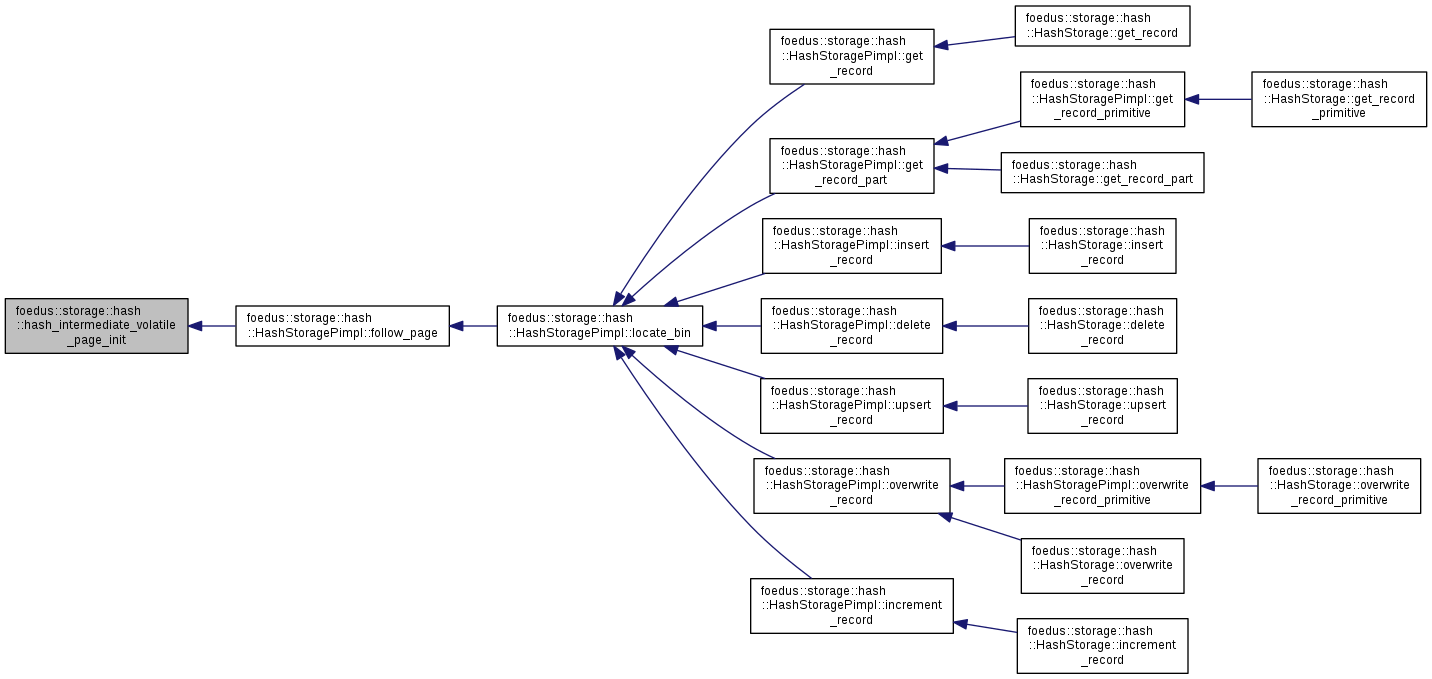 foedus::storage::hash
::hash_intermediate_volatile
_page_init
foedus::storage::hash
::HashStoragePimpl::follow_page
foedus::storage::hash
::HashStoragePimpl::locate_bin
foedus::storage::hash
::HashStoragePimpl::get
_record
foedus::storage::hash
::HashStorage::get_record
foedus::storage::hash
::HashStoragePimpl::get
_record_part
foedus::storage::hash
::HashStoragePimpl::get
_record_primitive
foedus::storage::hash
::HashStorage::get_record
_primitive
foedus::storage::hash
::HashStorage::get_record_part
foedus::storage::hash
::HashStoragePimpl::insert
_record
foedus::storage::hash
::HashStorage::insert
_record
foedus::storage::hash
::HashStoragePimpl::delete
_record
foedus::storage::hash
::HashStorage::delete
_record
foedus::storage::hash
::HashStoragePimpl::upsert
_record
foedus::storage::hash
::HashStorage::upsert
_record
foedus::storage::hash
::HashStoragePimpl::overwrite
_record
foedus::storage::hash
::HashStoragePimpl::overwrite
_record_primitive
foedus::storage::hash
::HashStorage::overwrite
_record_primitive
foedus::storage::hash
::HashStorage::overwrite
_record
foedus::storage::hash
::HashStoragePimpl::increment
_record
foedus::storage::hash
::HashStorage::increment
_record